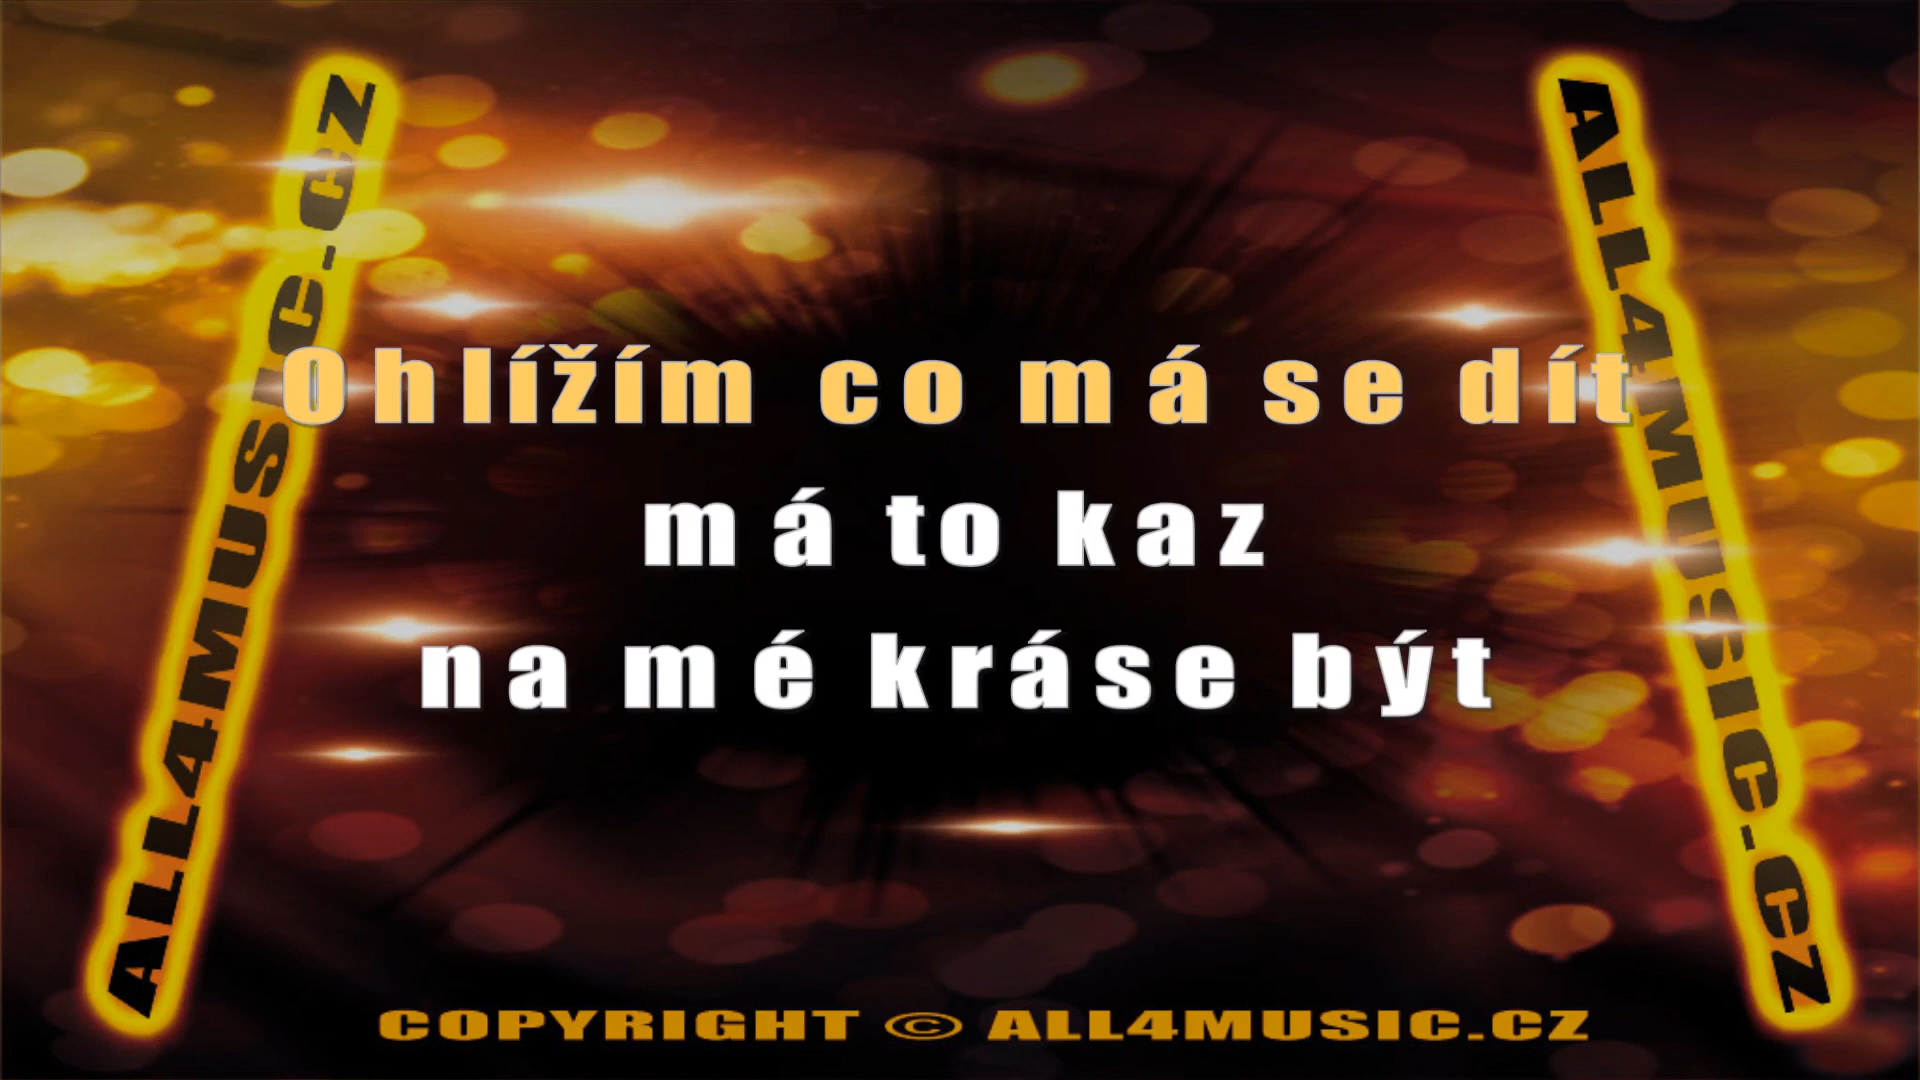 ALL4MUSIC.CZ
ALL4MUSIC.CZ
Ohlížím co má se dít
má to kaz
na mé kráse být
COPYRIGHT © ALL4MUSIC.CZ